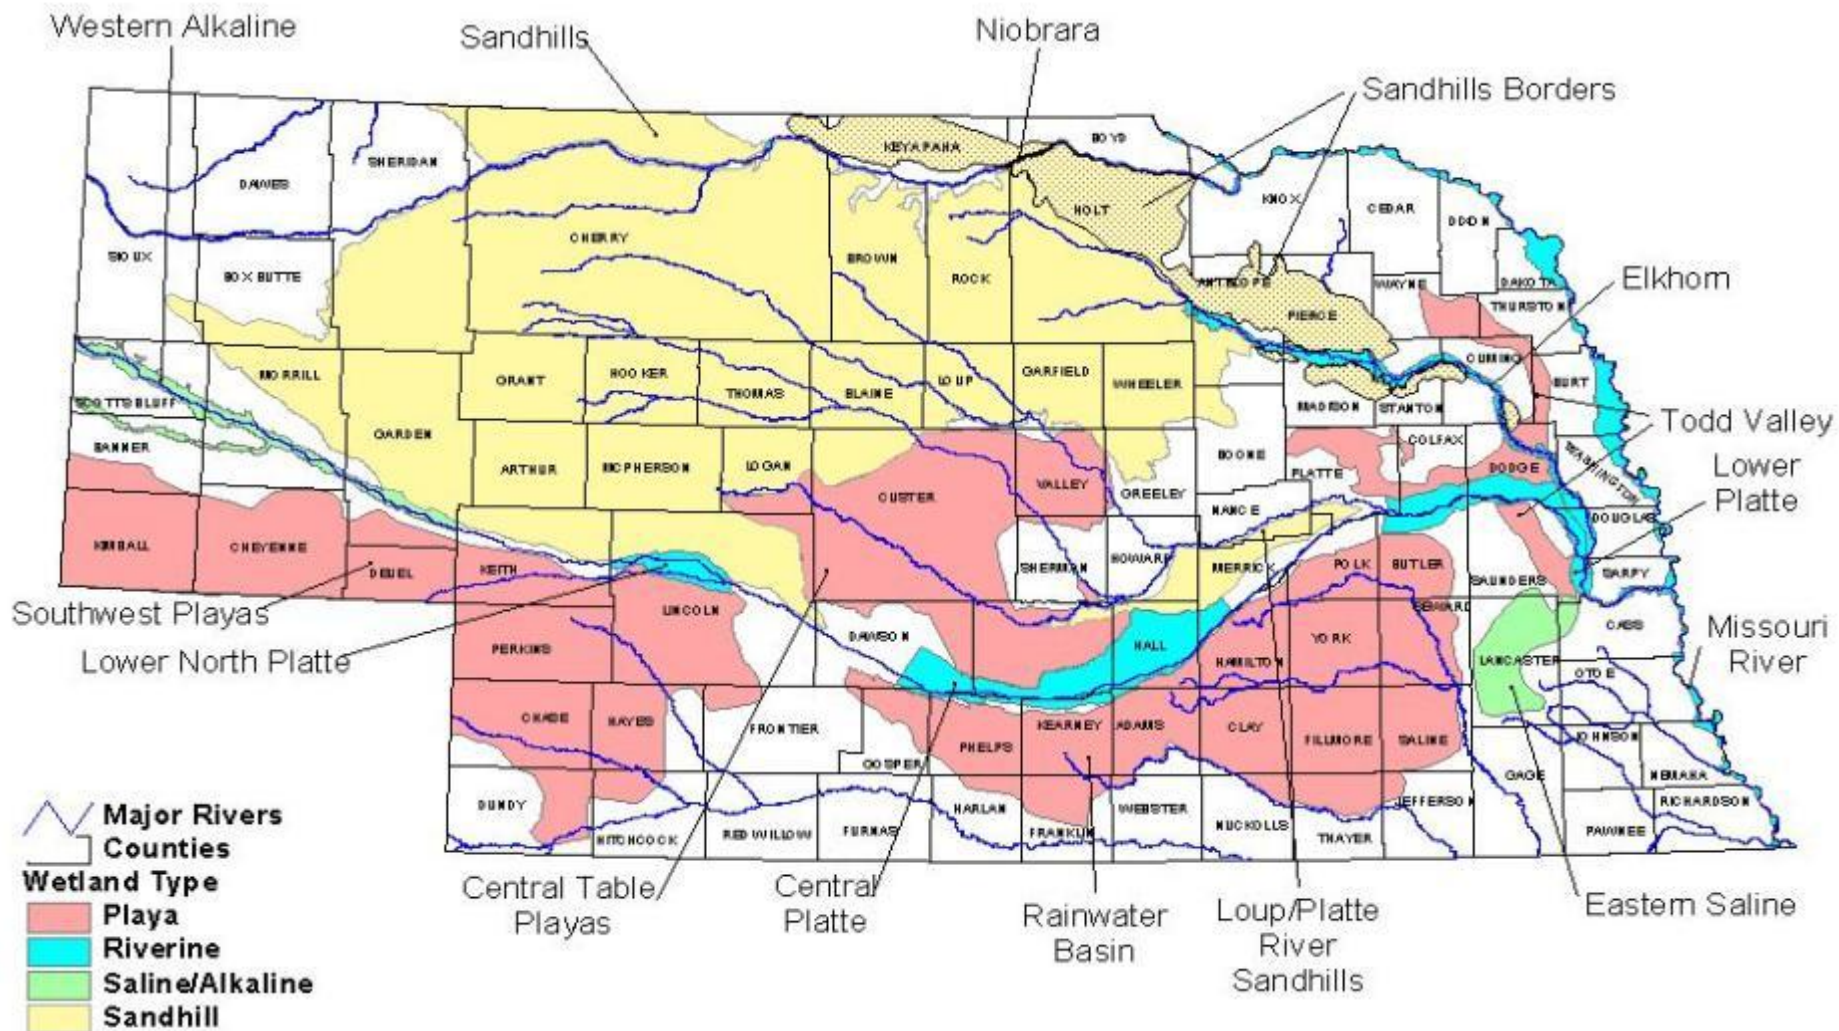 Western Alkaline
Sandhills
Niobrara
Sandhills Borders
Elkhorn
Todd Valley
Lower
Platte
Missouri
River
Eastern Saline
Loup/Platte
River
Sandhills
Rainwater
Basin
Central
Platte
Central Table
Playas
Lower North Platte
Southwest Playas
SIOUX
DAWES
SHERIDAN
BOX BUTTE
CHERRY
KEYA PAHA
BOYD
BROWN
ROCK
HOLT
KNOX
CEDAR
DIXON
DAKOTA
ANTELOPE
PIERCE
WAYNE
THURSTON
SCOTTS BLUFF
MORRILL
BANNER
GARDEN
GRANT
HOOKER
THOMAS
BLAINE
LOUP
GARFIELD
WHEELER
MADISON
STANTON
CUMING
BURT
ARTHUR
MCPHERSON
LOGAN
CUSTER
VALLEY
GREELEY
BOONE
PLATTE
COLFAX
DODGE
WASHINGTON
NANCE
DOUGLAS
KIMBALL
CHEYENNE
DEUEL
KEITH
LINCOLN
SHERMAN
HOWARD
MERRICK
POLK
BUTLER
SAUNDERS
SARPY
PERKINS
DAWSON
HALL
HAMILTON
YORK
SEWARD
LANCASTER
CASS
OTOE
CHASE
HAYES
FRONTIER
GOSPER
PHELPS
KEARNEY
ADAMS
CLAY
FILLMORE
SALINE
GAGE
JOHNSON
NEMAHA
DUNDY
HITCHCOCK
RED WILLOW
FURNAS
HARLAN
FRANKLIN
WEBSTER
NUCKOLLS
THAYER
JEFFERSON
PAWNEE
RICHARDSON
Major Rivers
Counties
Wetland Type
Playa
Riverine
Saline/Alkaline
Sandhill